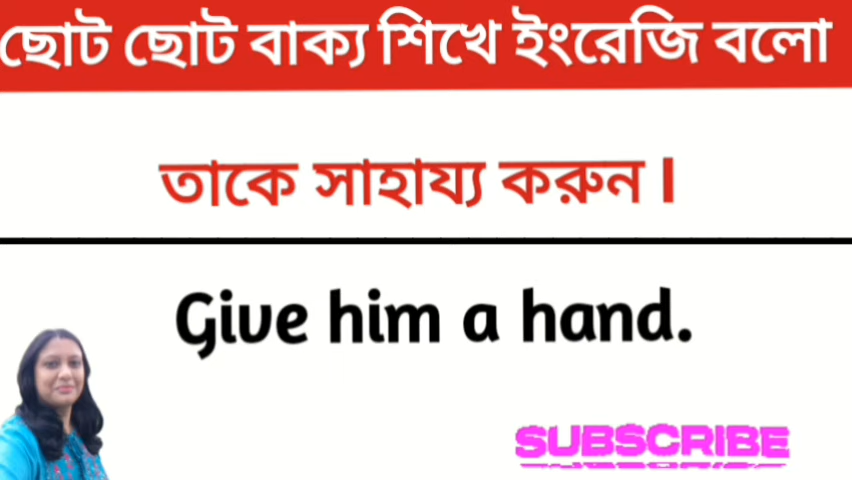 ছোট ছোট বাক্য শিখে ইংরেজি বলো
তাকে সাহায্য করুন।
Give him a hand.
SUBSCRIBE